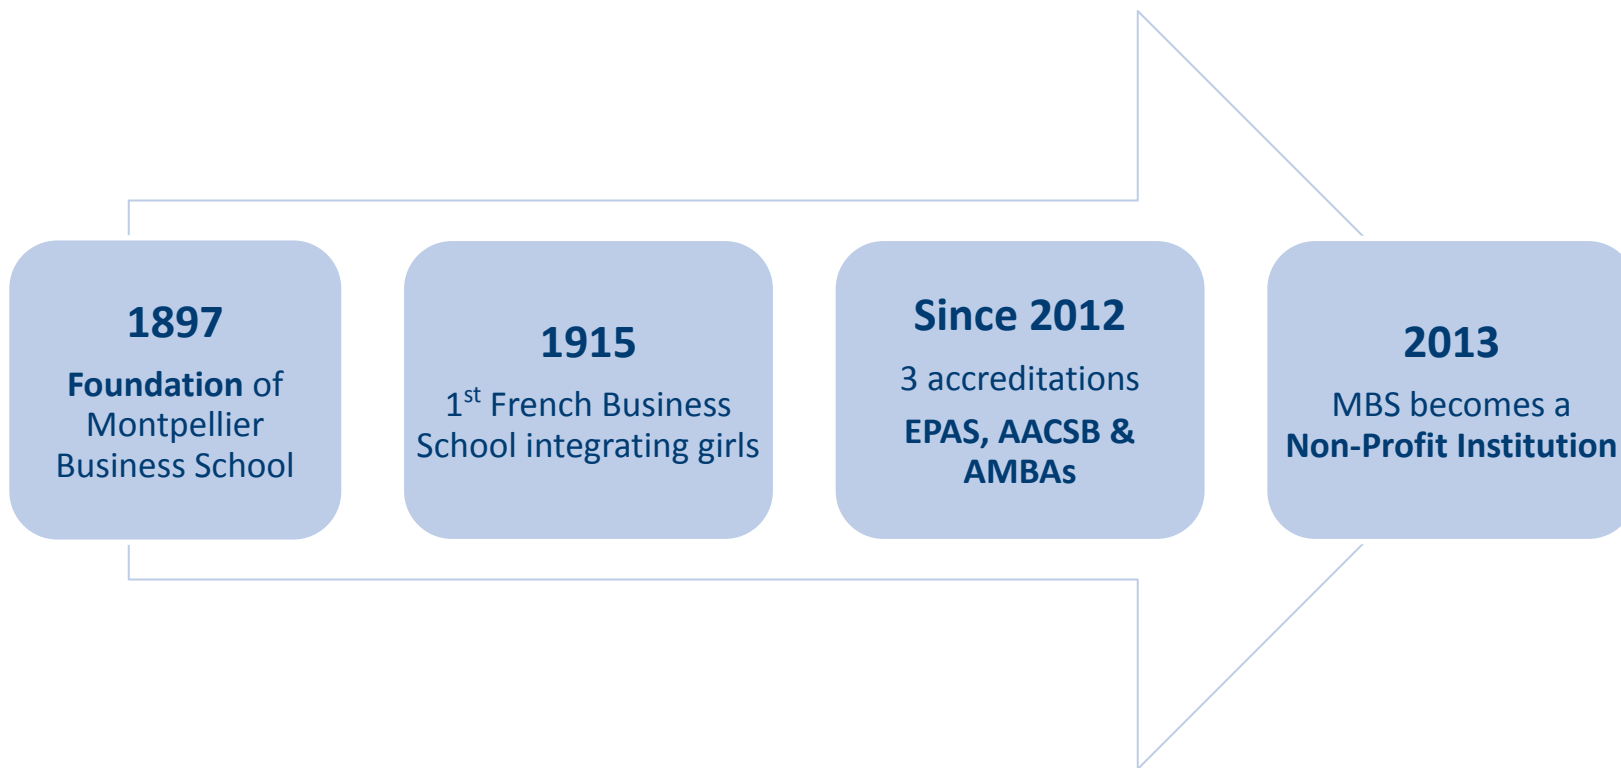 1897
Foundation of
Montpellier
Business School
1915
1st French Business
School integrating girls
Since 2012
3 accreditations
EPAS, AACSB &
AMBAs
2013
MBS becomes a
Non-Profit Institution